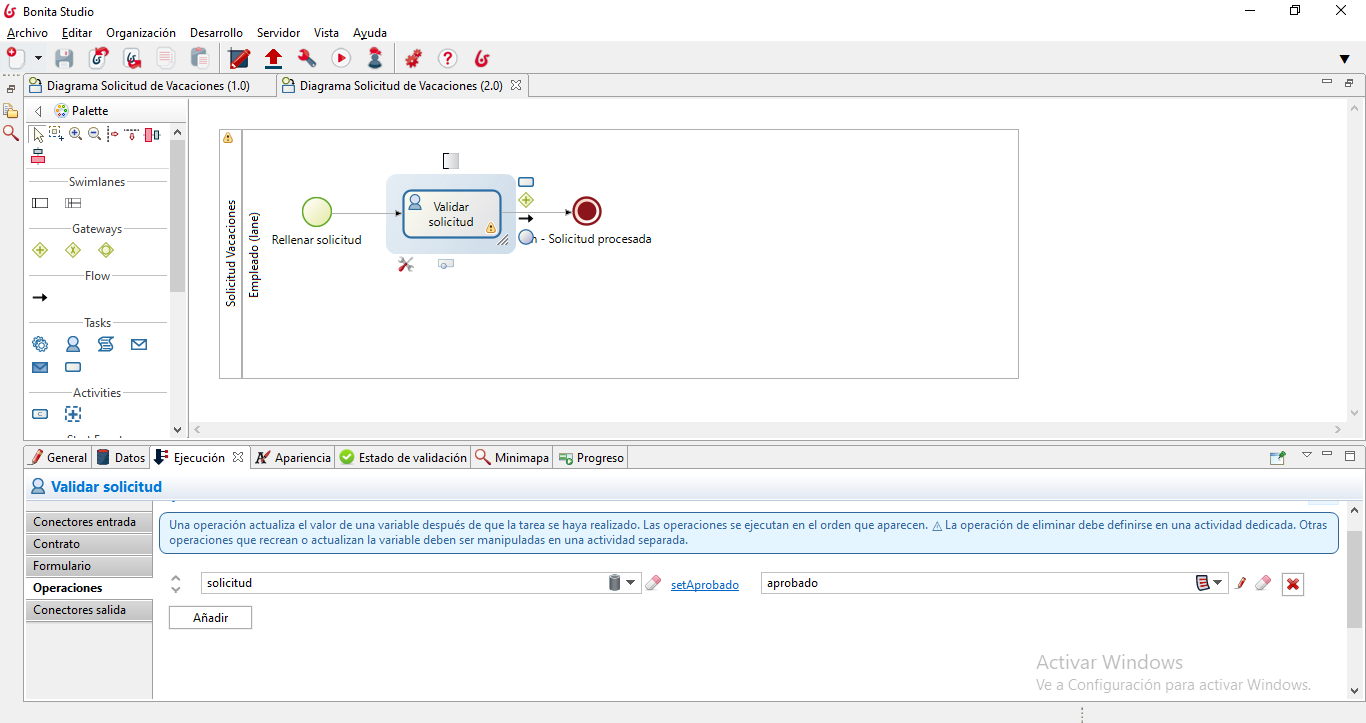 Bonita Studio
Archivo Editar Organización Desarrollo Servidor Vista Ayuda
Diagrama Solicitud de Vacaciones (1.0)
Diagrama Solicitud de Vacaciones (2.0)
Palette
Swimlanes
Gateways
Flow
Tasks
Activities
Solicitud Vacaciones
Empleado (lane)
Rellenar solicitud
Validar
solicitud
n - Solicitud procesada
General Datos Ejecución Apariencia Estado de validación Minimapa Progreso
Validar solicitud
Conectores entrada
Contrato
Formulario
Operaciones
Conectores salida
Una operación actualiza el valor de una variable después de que la tarea se haya realizado. Las operaciones se ejecutan en el orden que aparecen. ⚠ La operación de eliminar debe definirse en una actividad dedicada. Otras
operaciones que recrean o actualizan la variable deben ser manipuladas en una actividad separada.
solicitud setAprobado aprobado
Añadir
Activar Windows
Ve a Configuración para activar Windows.